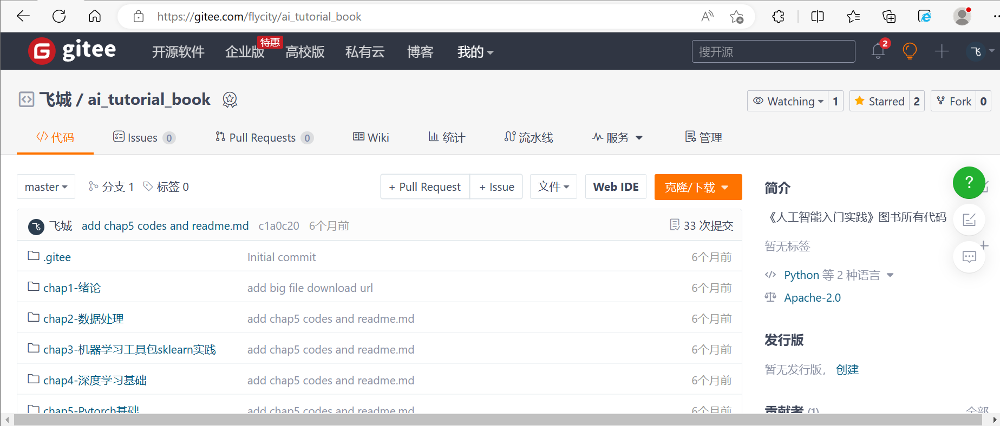 https://gitee.com/flycity/ai_tutorial_book
gitee 开源软件 企业版 特惠 高校版 私有云 博客 我的 搜开源 2 飞
飞城 / ai_tutorial_book Watching 1 Starred 2 Fork 0
代码 Issues 0 Pull Requests 0 Wiki 统计 流水线 服务 管理
master 分支 1 标签 0 + Pull Request + Issue 文件 Web IDE 克隆/下载
飞 飞城 add chap5 codes and readme.md c1a0c20 6个月前 33 次提交
.gitee Initial commit 6个月前
chap1-绪论 add big file download url 6个月前
chap2-数据处理 add chap5 codes and readme.md 6个月前
chap3-机器学习工具包sklearn实践 add chap5 codes and readme.md 6个月前
chap4-深度学习基础 add chap5 codes and readme.md 6个月前
chap5-Pytorch基础 add chap5 codes and readme.md 6个月前
简介
?
《人工智能入门实践》图书所有代码
暂无标签
Python 等 2 种语言
Apache-2.0
发行版
暂无发行版， 创建
贡献者 (1) 全部